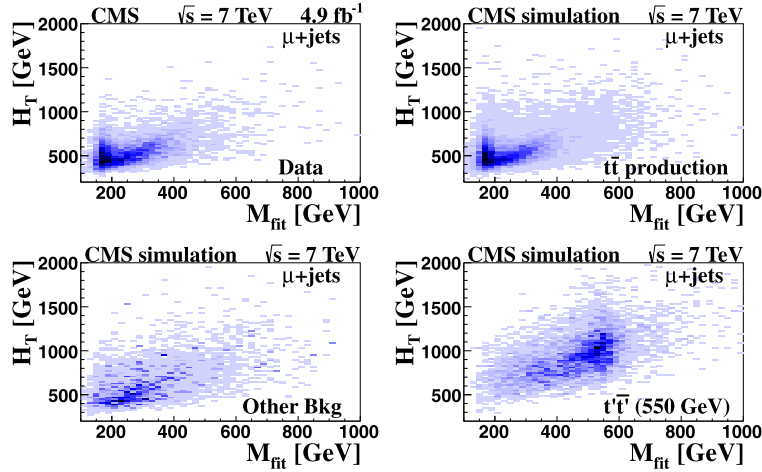 CMS √s = 7 TeV 4.9 fb⁻¹
μ+jets
H_T [GeV]
2000
1500
1000
500
Data
200 400 600 800 1000
M_fit [GeV]
CMS simulation √s = 7 TeV
μ+jets
H_T [GeV]
2000
1500
1000
500
tt̅ production
200 400 600 800 1000
M_fit [GeV]
CMS simulation √s = 7 TeV
μ+jets
H_T [GeV]
2000
1500
1000
500
Other Bkg
200 400 600 800 1000
M_fit [GeV]
CMS simulation √s = 7 TeV
μ+jets
H_T [GeV]
2000
1500
1000
500
t't̅' (550 GeV)
200 400 600 800 1000
M_fit [GeV]